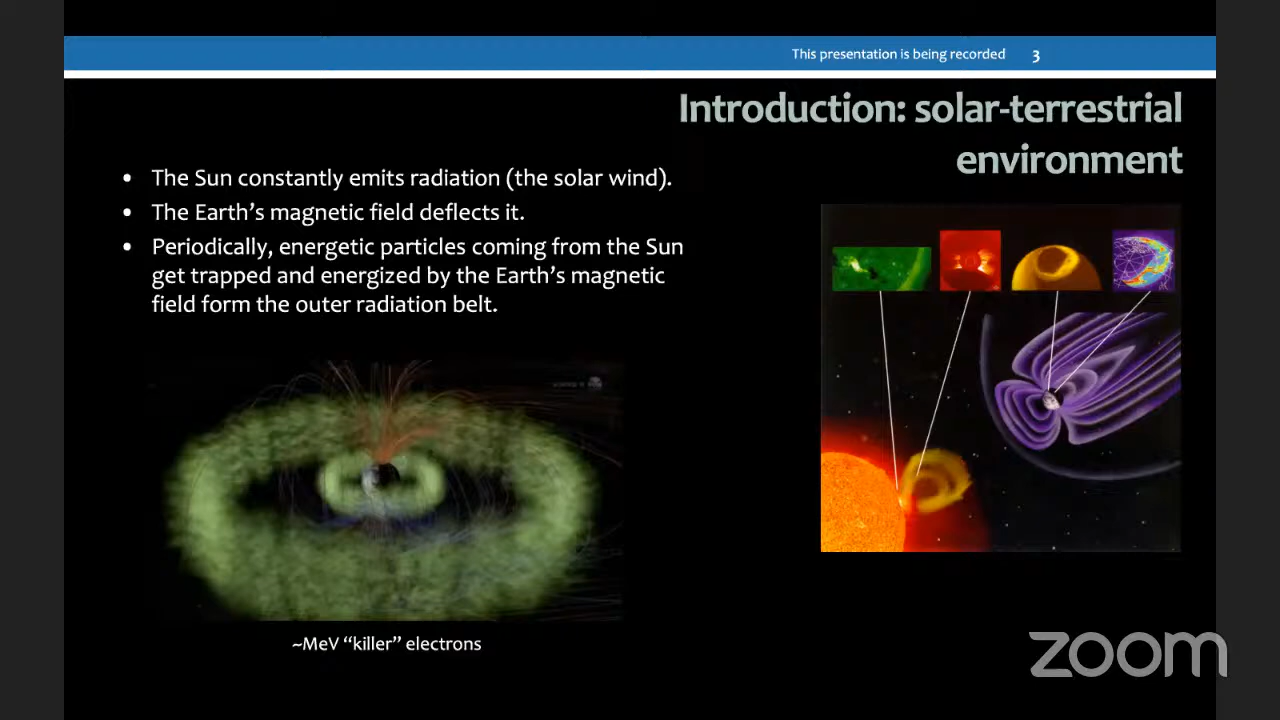 This presentation is being recorded 3
Introduction: solar-terrestrial
environment
• The Sun constantly emits radiation (the solar wind).
• The Earth's magnetic field deflects it.
• Periodically, energetic particles coming from the Sun
get trapped and energized by the Earth's magnetic
field form the outer radiation belt.
~MeV “killer” electrons
zoom